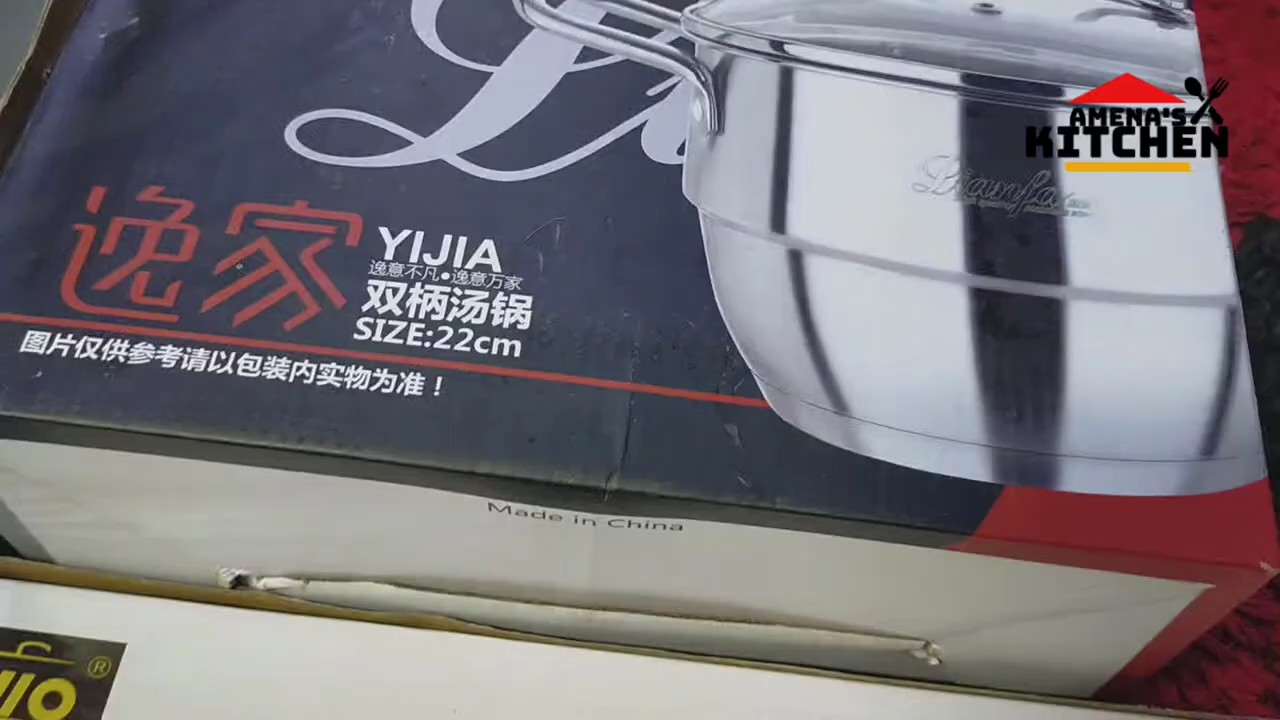 AMENA'S
KITCHEN
Li
逸家
YIJIA
逸意不凡●逸意万家
双柄汤锅
SIZE:22cm
图片仅供参考请以包装内实物为准！
Made in China
®